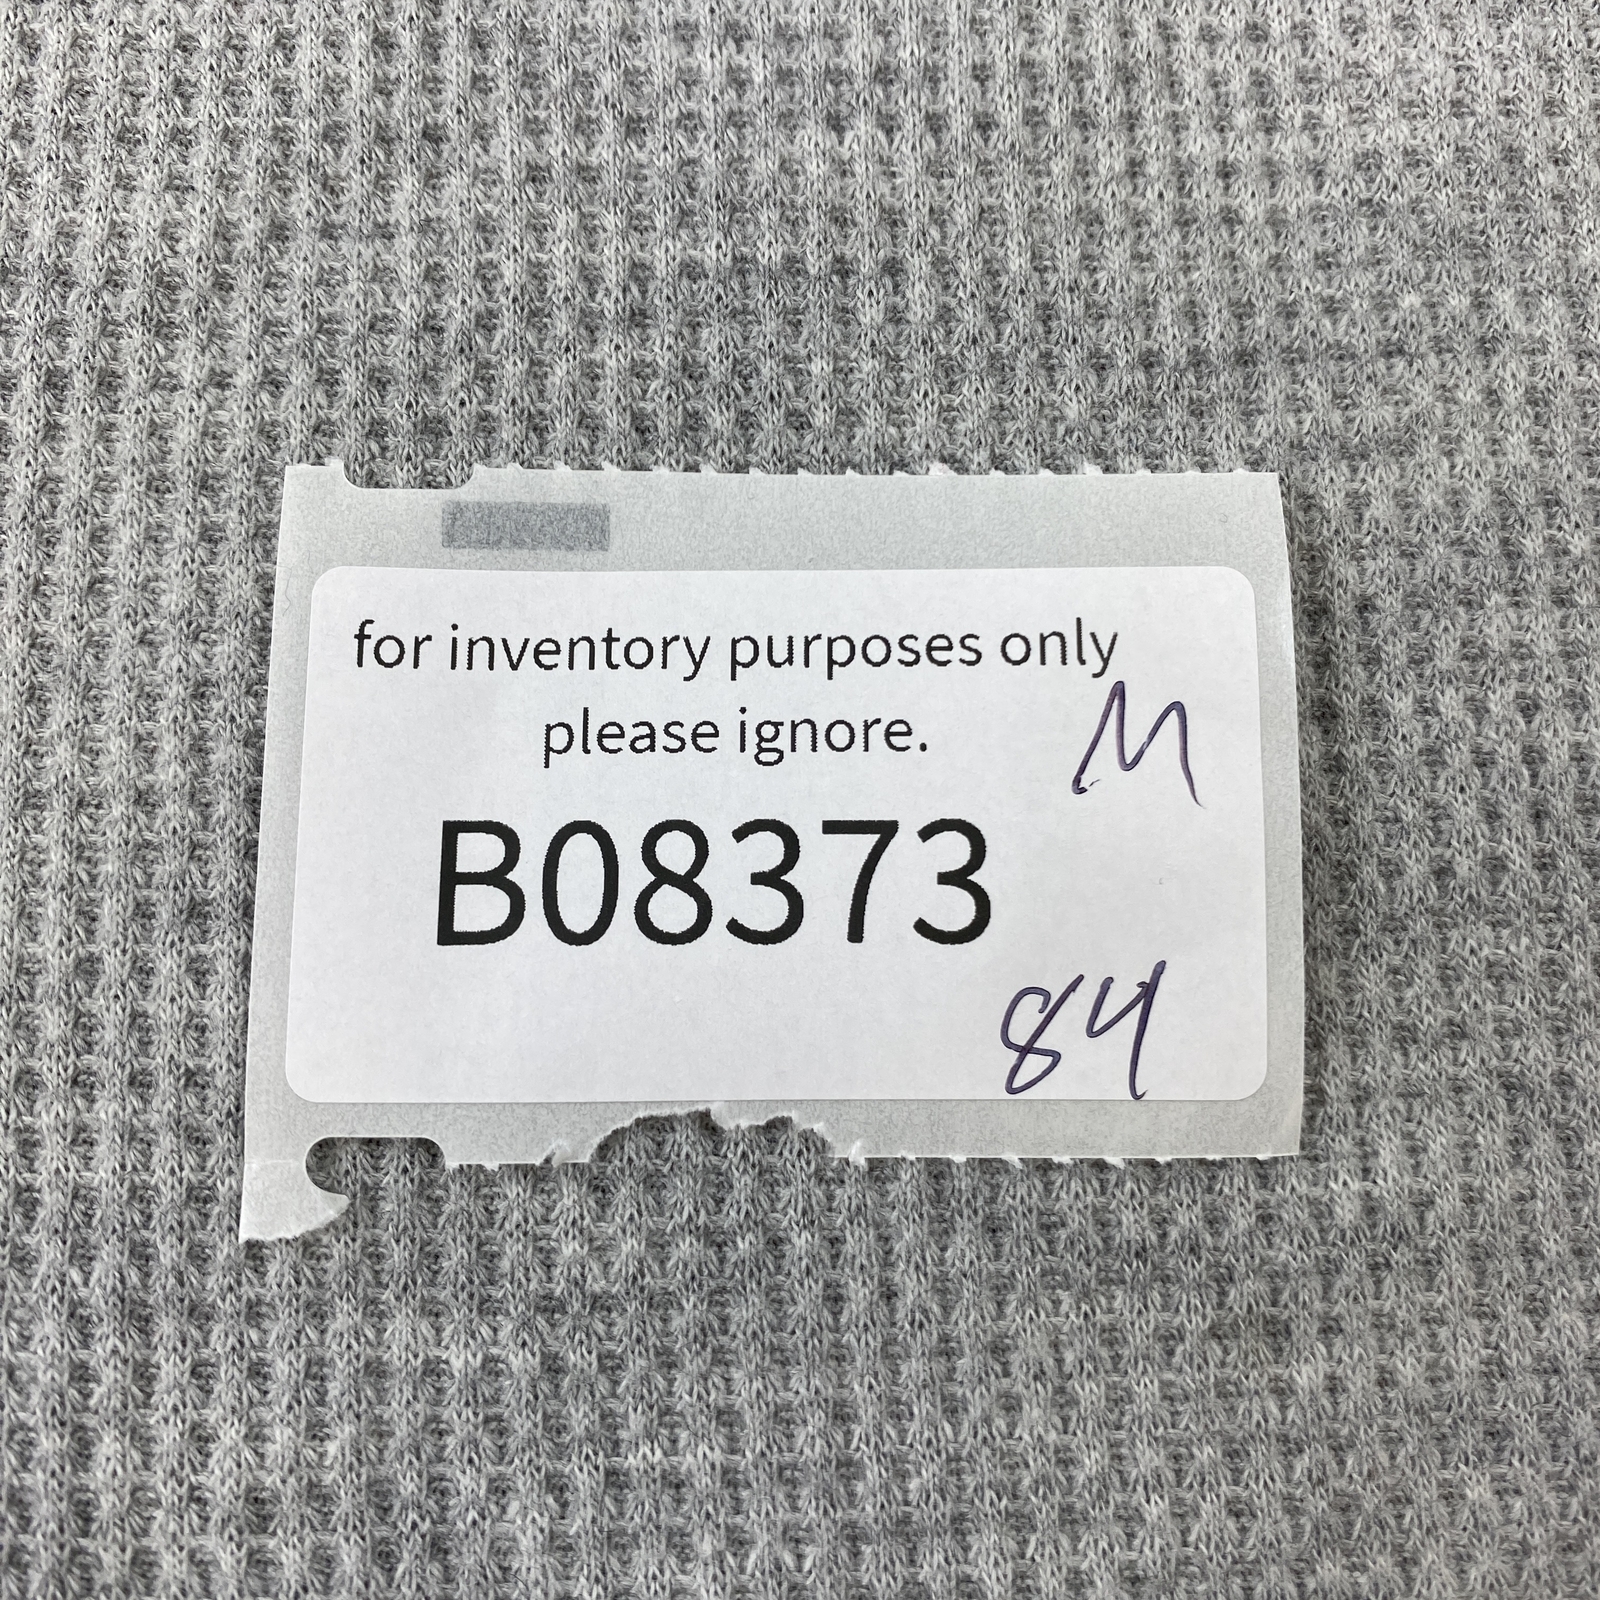 for inventory purposes only
please ignore.
M
B08373
84